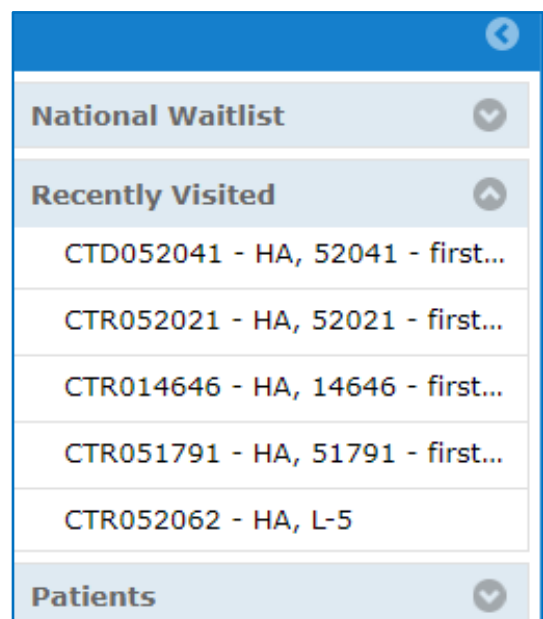 National Waitlist
Recently Visited
CTD052041 - HA, 52041 - first...
CTR052021 - HA, 52021 - first...
CTR014646 - HA, 14646 - first...
CTR051791 - HA, 51791 - first...
CTR052062 - HA, L-5
Patients